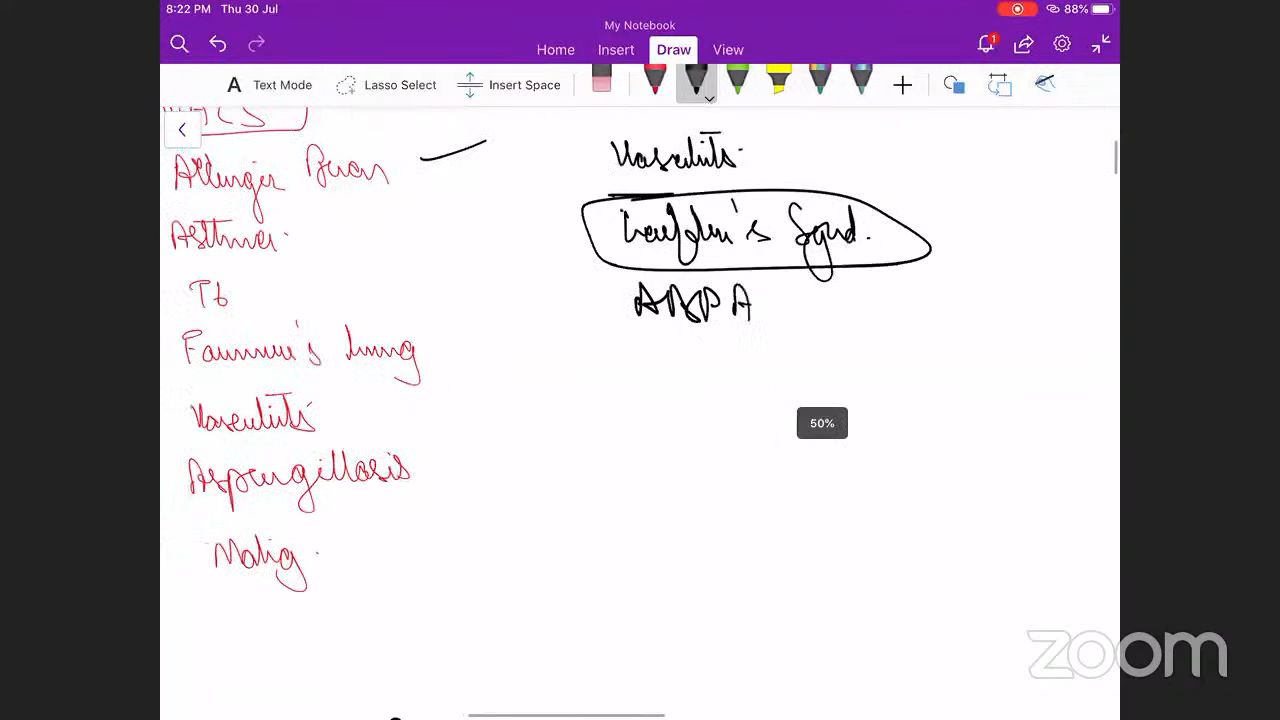 8:22 PM Thu 30 Jul
88%
My Notebook
Home Insert Draw View
1
A Text Mode Lasso Select Insert Space
Asthma
Tb
Farmer's lung
Vasculitis
Aspergillosis
Malig
Vasculitis
Loeffler's Synd.
ABPA
50%
zoom